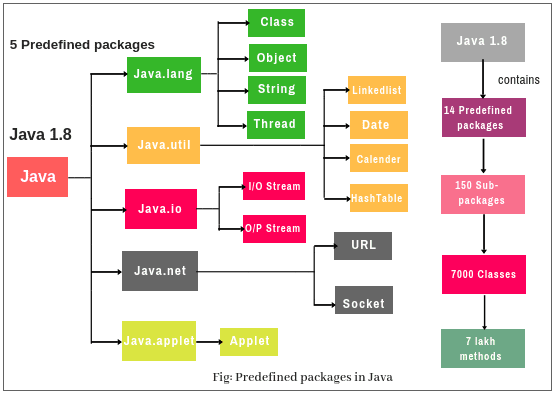 5 Predefined packages
Java 1.8
Java
Java.lang
Class
Object
String
Thread
Java.util
Linkedlist
Date
Calender
HashTable
Java.io
I/O Stream
O/P Stream
Java.net
URL
Socket
Java.applet
Applet
Java 1.8
contains
14 Predefined
packages
150 Sub-
packages
7000 Classes
7 lakh
methods
Fig: Predefined packages in Java